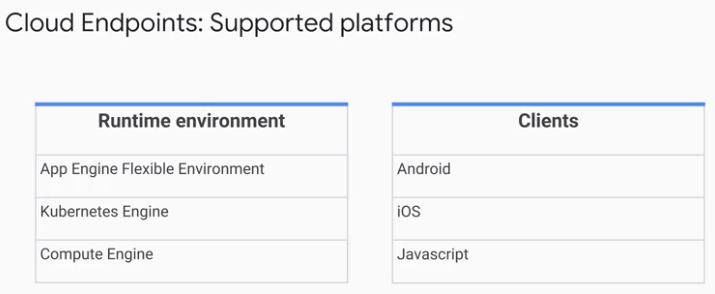 Cloud Endpoints: Supported platforms
Runtime environment
App Engine Flexible Environment
Kubernetes Engine
Compute Engine
Clients
Android
iOS
Javascript